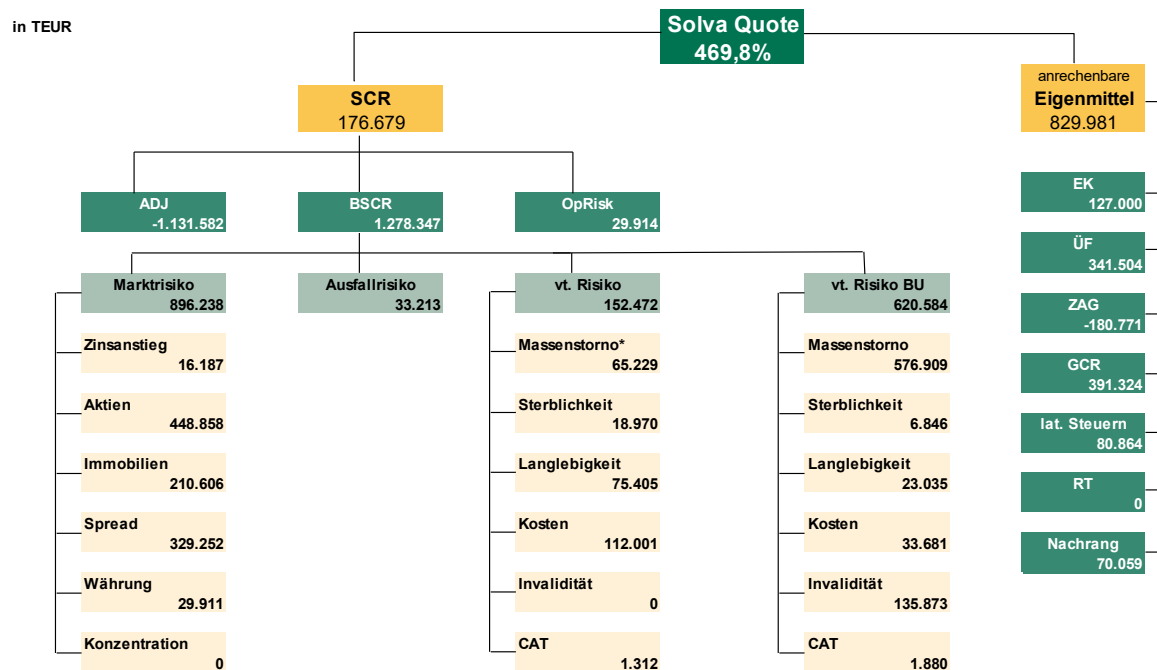 in TEUR
Solva Quote
469,8%
SCR
176.679
anrechenbare
Eigenmittel
829.981
ADJ
-1.131.582
BSCR
1.278.347
OpRisk
29.914
EK
127.000
ÜF
341.504
ZAG
-180.771
GCR
391.324
lat. Steuern
80.864
RT
0
Nachrang
70.059
Marktrisiko
896.238
Ausfallrisiko
33.213
vt. Risiko
152.472
vt. Risiko BU
620.584
Zinsanstieg
16.187
Aktien
448.858
Immobilien
210.606
Spread
329.252
Währung
29.911
Konzentration
0
Massenstorno*
65.229
Sterblichkeit
18.970
Langlebigkeit
75.405
Kosten
112.001
Invalidität
0
CAT
1.312
Massenstorno
576.909
Sterblichkeit
6.846
Langlebigkeit
23.035
Kosten
33.681
Invalidität
135.873
CAT
1.880